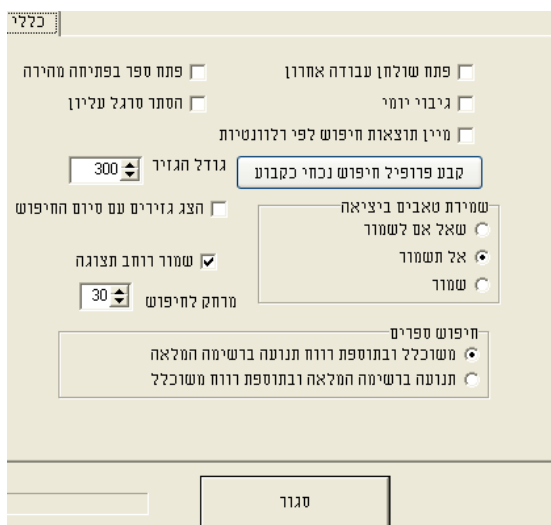 כללי
פתח שולחן עבודה אחרון
פתח ספר בפתיחה מהירה
גיבוי יומי
הסתר סרגל עליון
מיין תוצאות חיפוש לפי רלוונטיות
קבע פרופיל חיפוש נכחי כקבוע
גודל הגזיר 300
שמירת טאבים ביציאה
שאל אם לשמור
אל תשמור
שמור
הצג גזירים עם סיום החיפוש
שמור רוחב תצוגה
מרחק לחיפוש 30
חיפוש ספרים
משוכלל ובתוספת רווח תנועה ברשימה המלאה
תנועה ברשימה המלאה ובתוספת רווח משוכלל
סגור